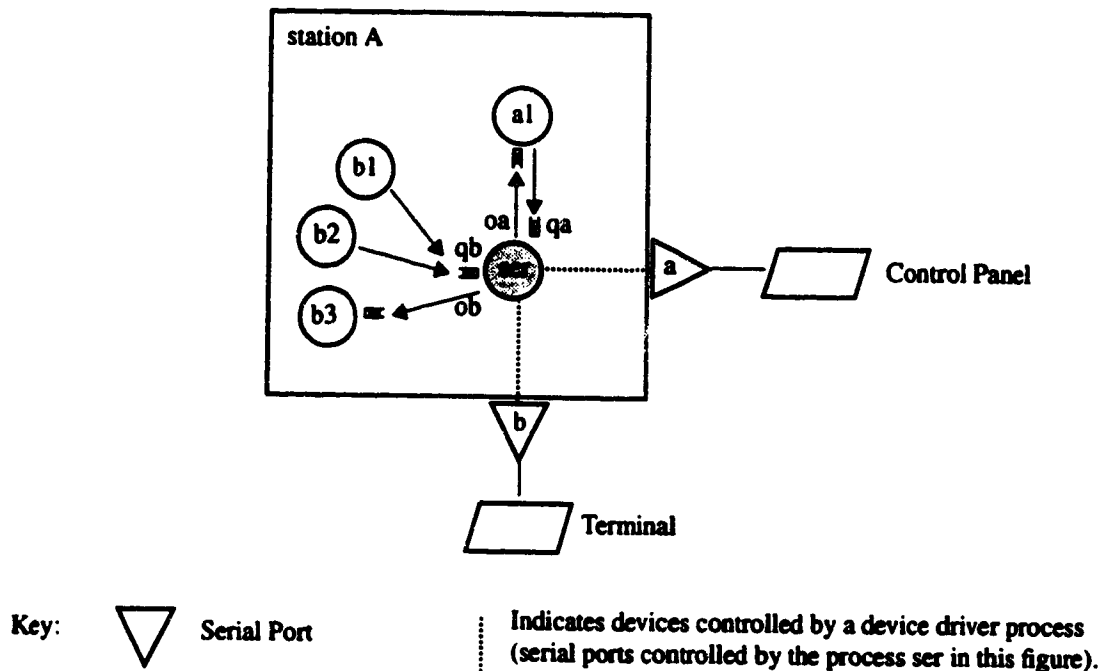 station A
a1
b1
oa
qa
b2
qb
ser
a
Control Panel
b3
ob
b
Terminal
Key:
Serial Port
Indicates devices controlled by a device driver process
(serial ports controlled by the process ser in this figure).